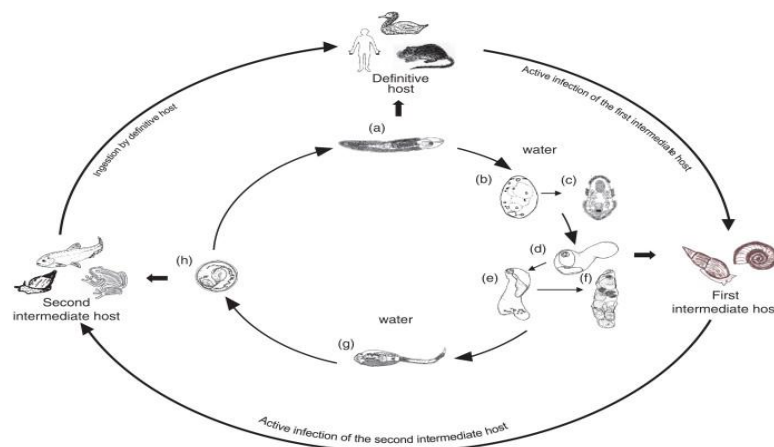 Definitive
host
Ingestion by definitive host
Active infection of the first intermediate host
(a)
water
(b)
(c)
(d)
(e)
(f)
(h)
Second
intermediate host
First
intermediate hos
water
(g)
Active infection of the second intermediate host